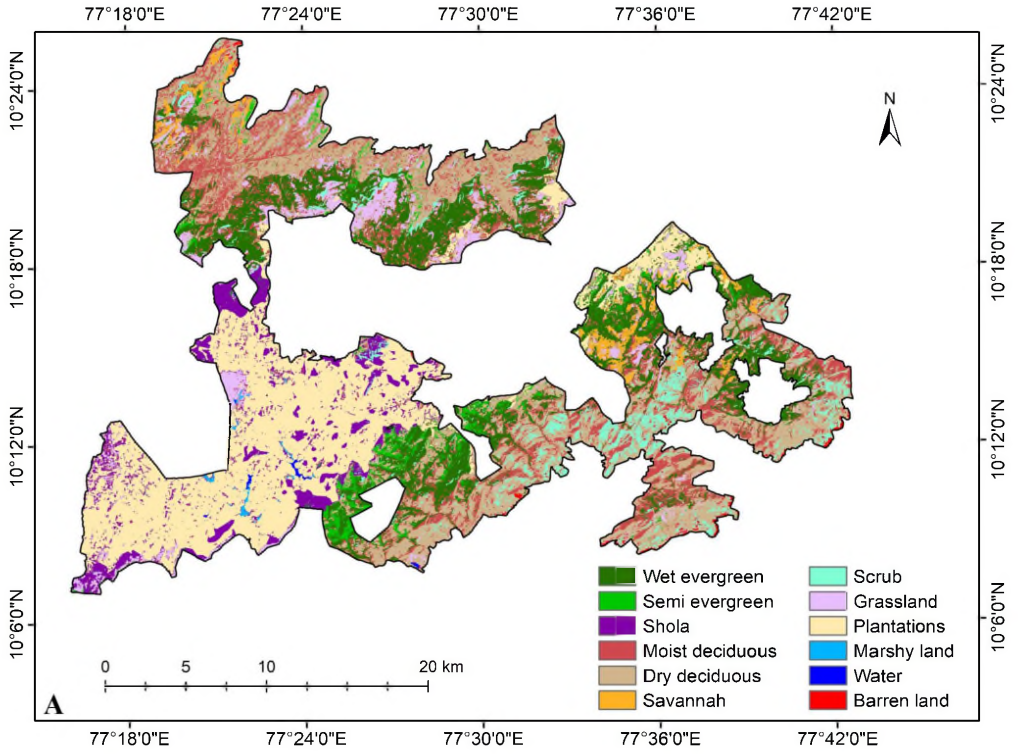 77°18'0"E 77°24'0"E 77°30'0"E 77°36'0"E 77°42'0"E
10°24'0"N 10°24'0"N
N
10°18'0"N 10°18'0"N
10°12'0"N 10°12'0"N
Wet evergreen Scrub
Semi evergreen Grassland
10°6'0"N 10°6'0"N
Shola Plantations
Moist deciduous Marshy land
0 5 10 20 km
Dry deciduous Water
A Savannah Barren land
77°18'0"E 77°24'0"E 77°30'0"E 77°36'0"E 77°42'0"E